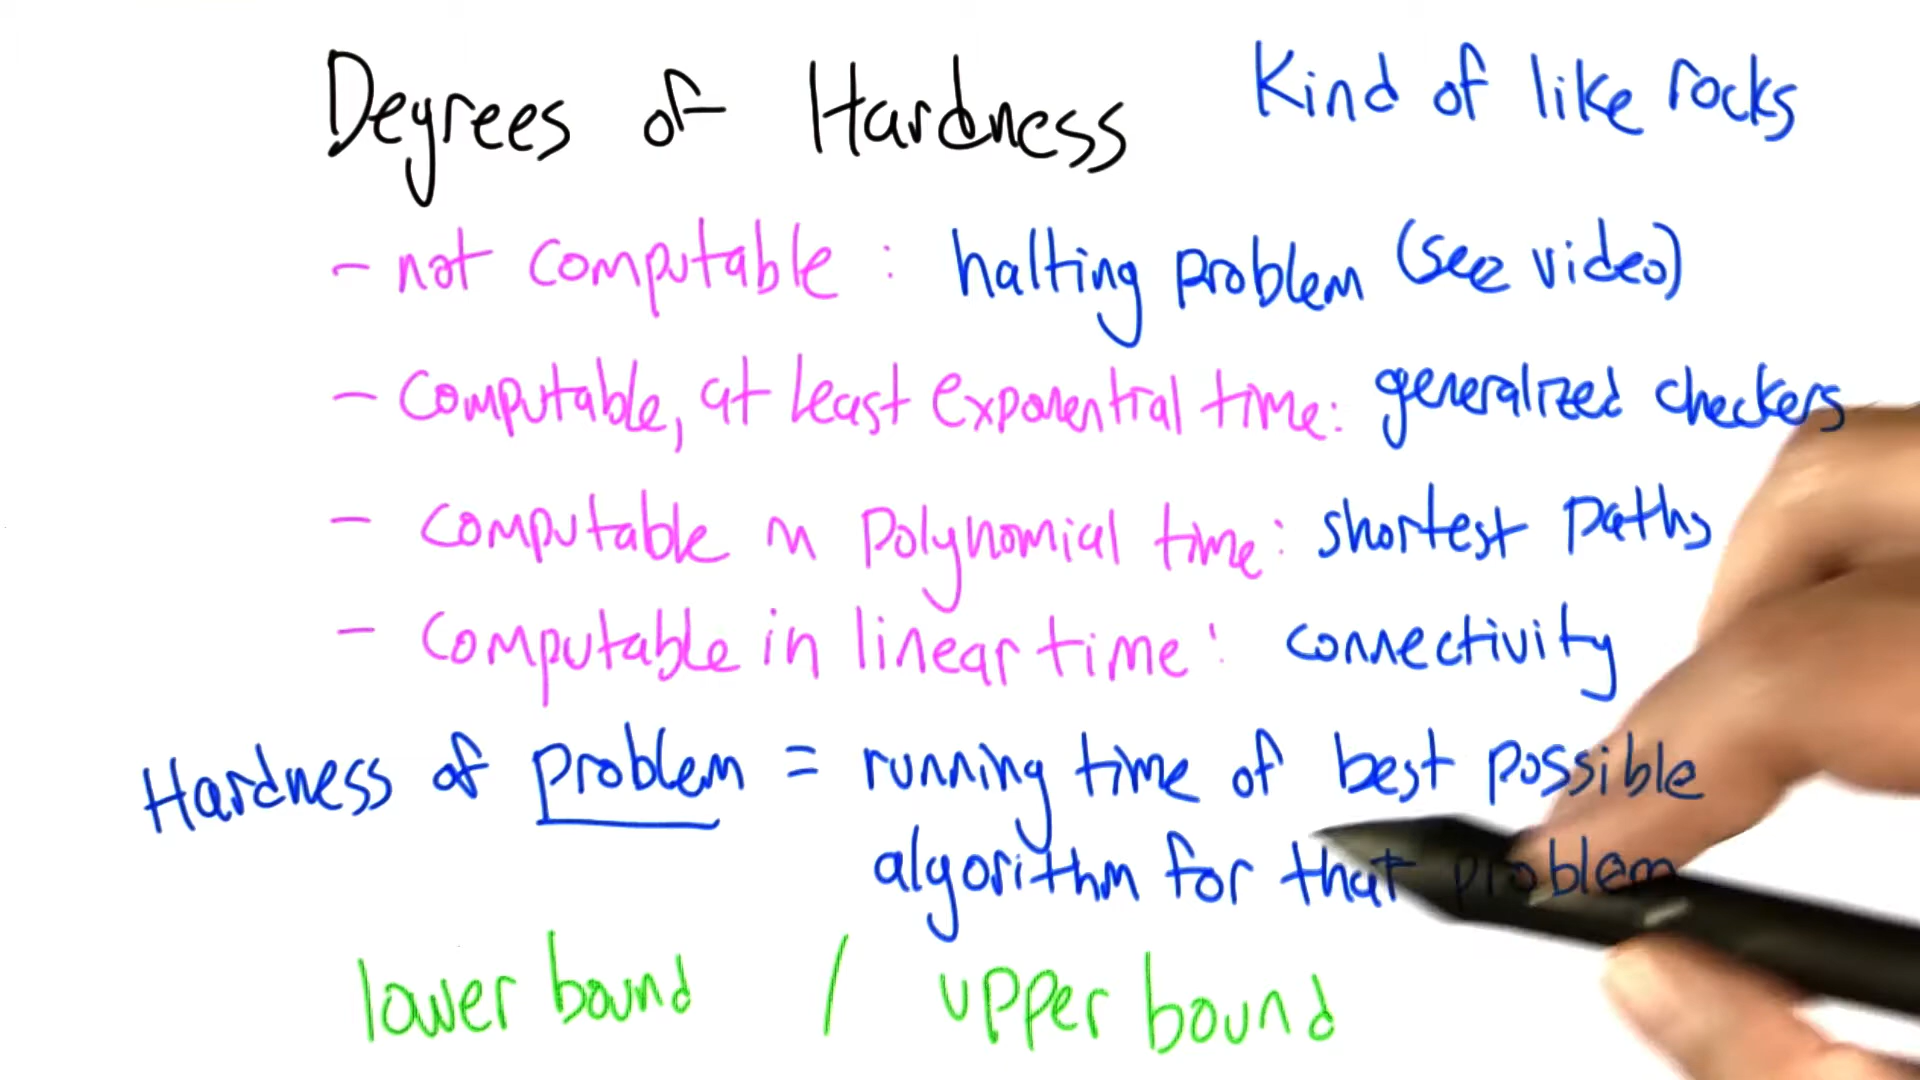 Degrees of Hardness
Kind of like rocks
- not computable : halting problem (see video)
- computable, at least exponential time: generalized checkers
- computable in polynomial time: shortest paths
- computable in linear time: connectivity
Hardness of problem = running time of best possible
algorithm for that problem
lower bound / upper bound